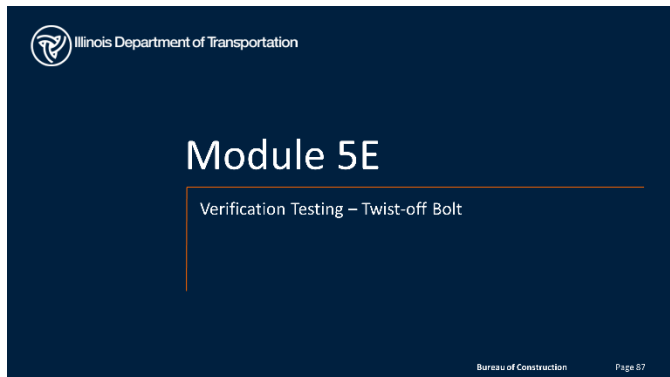 Illinois Department of Transportation
Module 5E
Verification Testing – Twist-off Bolt
Bureau of Construction Page 87